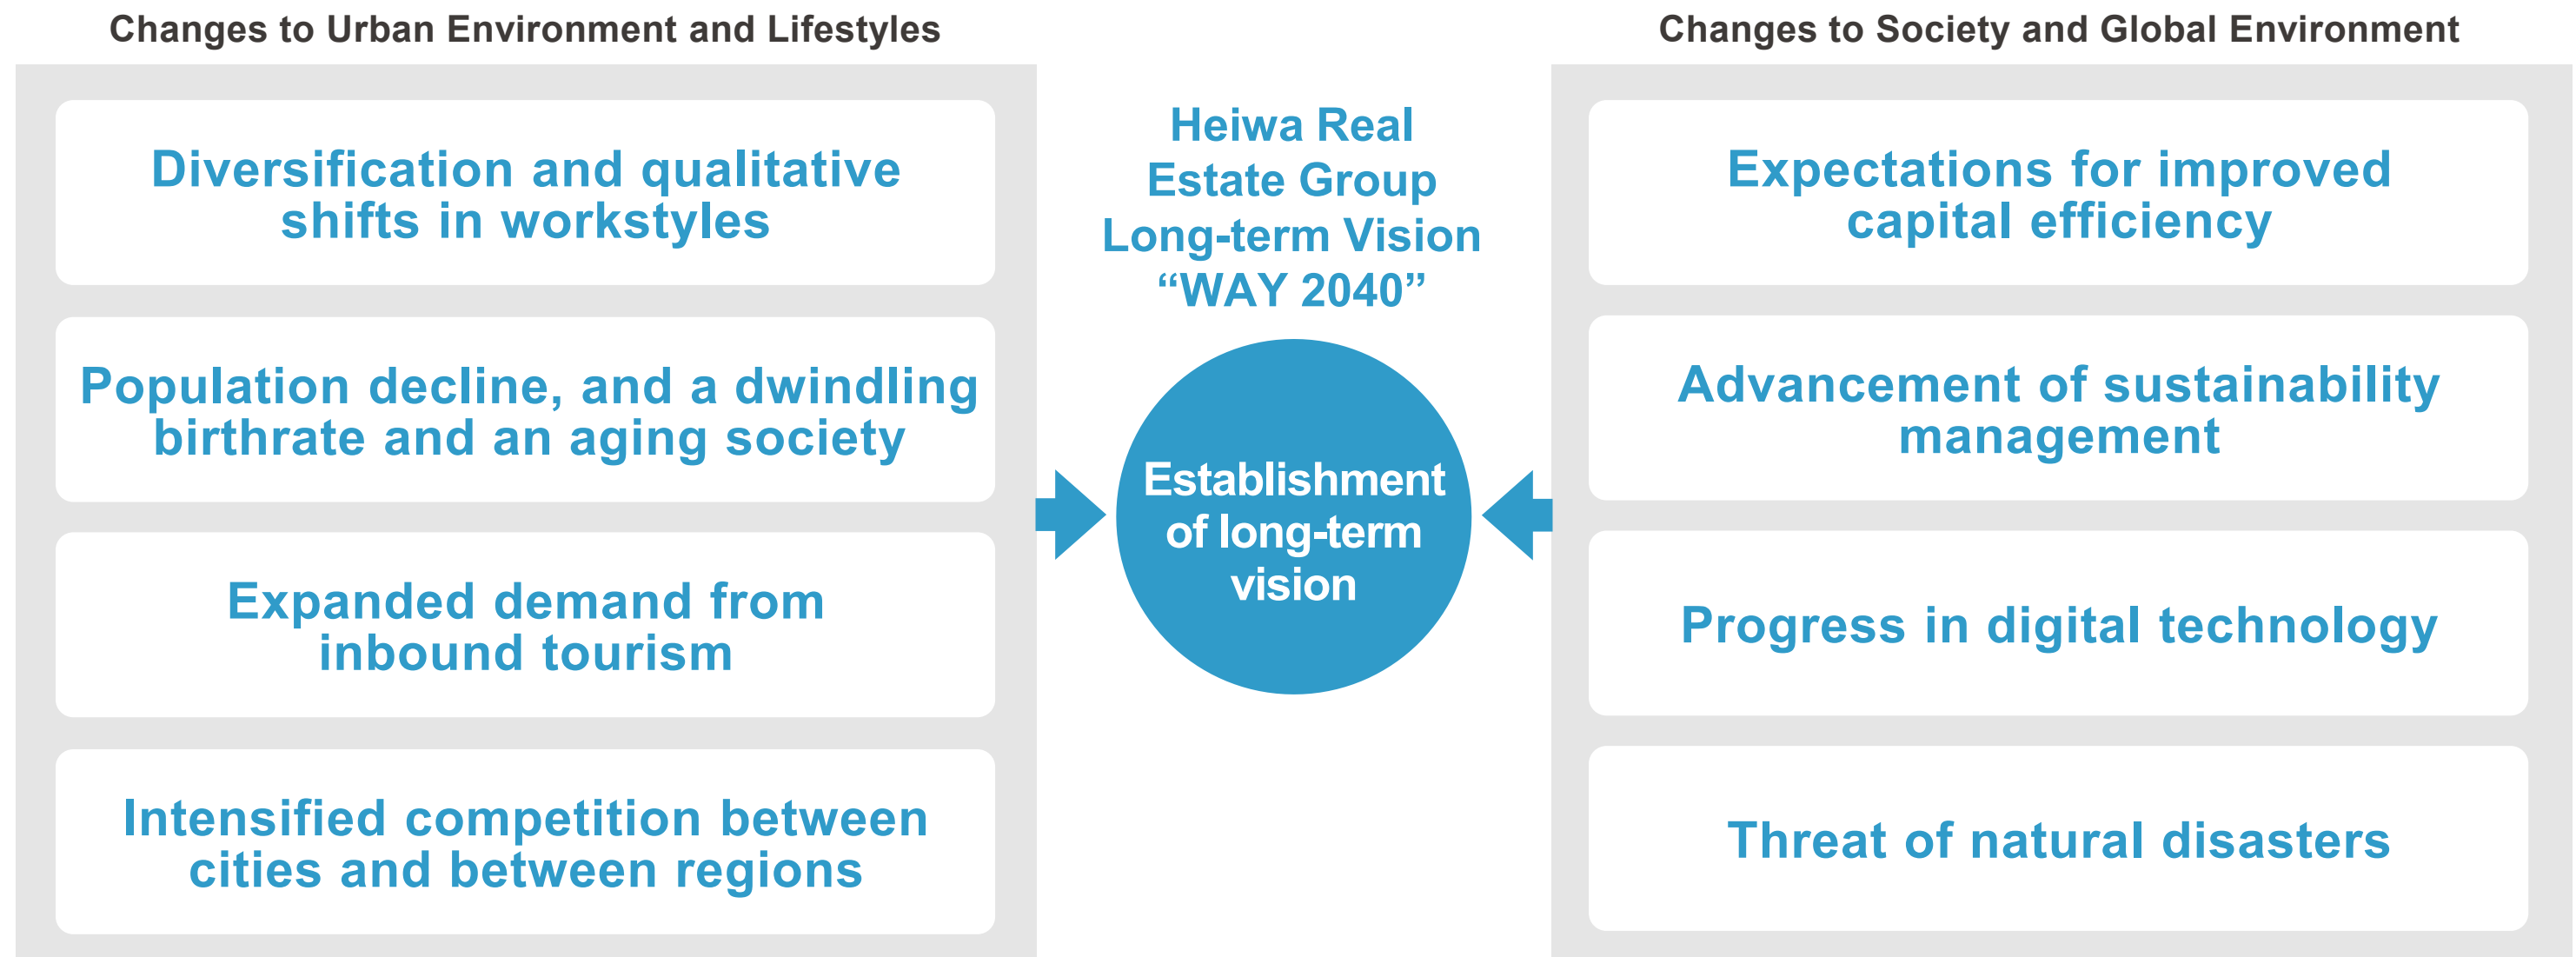 Changes to Urban Environment and Lifestyles
Diversification and qualitative
shifts in workstyles
Population decline, and a dwindling
birthrate and an aging society
Expanded demand from
inbound tourism
Intensified competition between
cities and between regions
Heiwa Real
Estate Group
Long-term Vision
“WAY 2040”
Establishment
of long-term
vision
Changes to Society and Global Environment
Expectations for improved
capital efficiency
Advancement of sustainability
management
Progress in digital technology
Threat of natural disasters